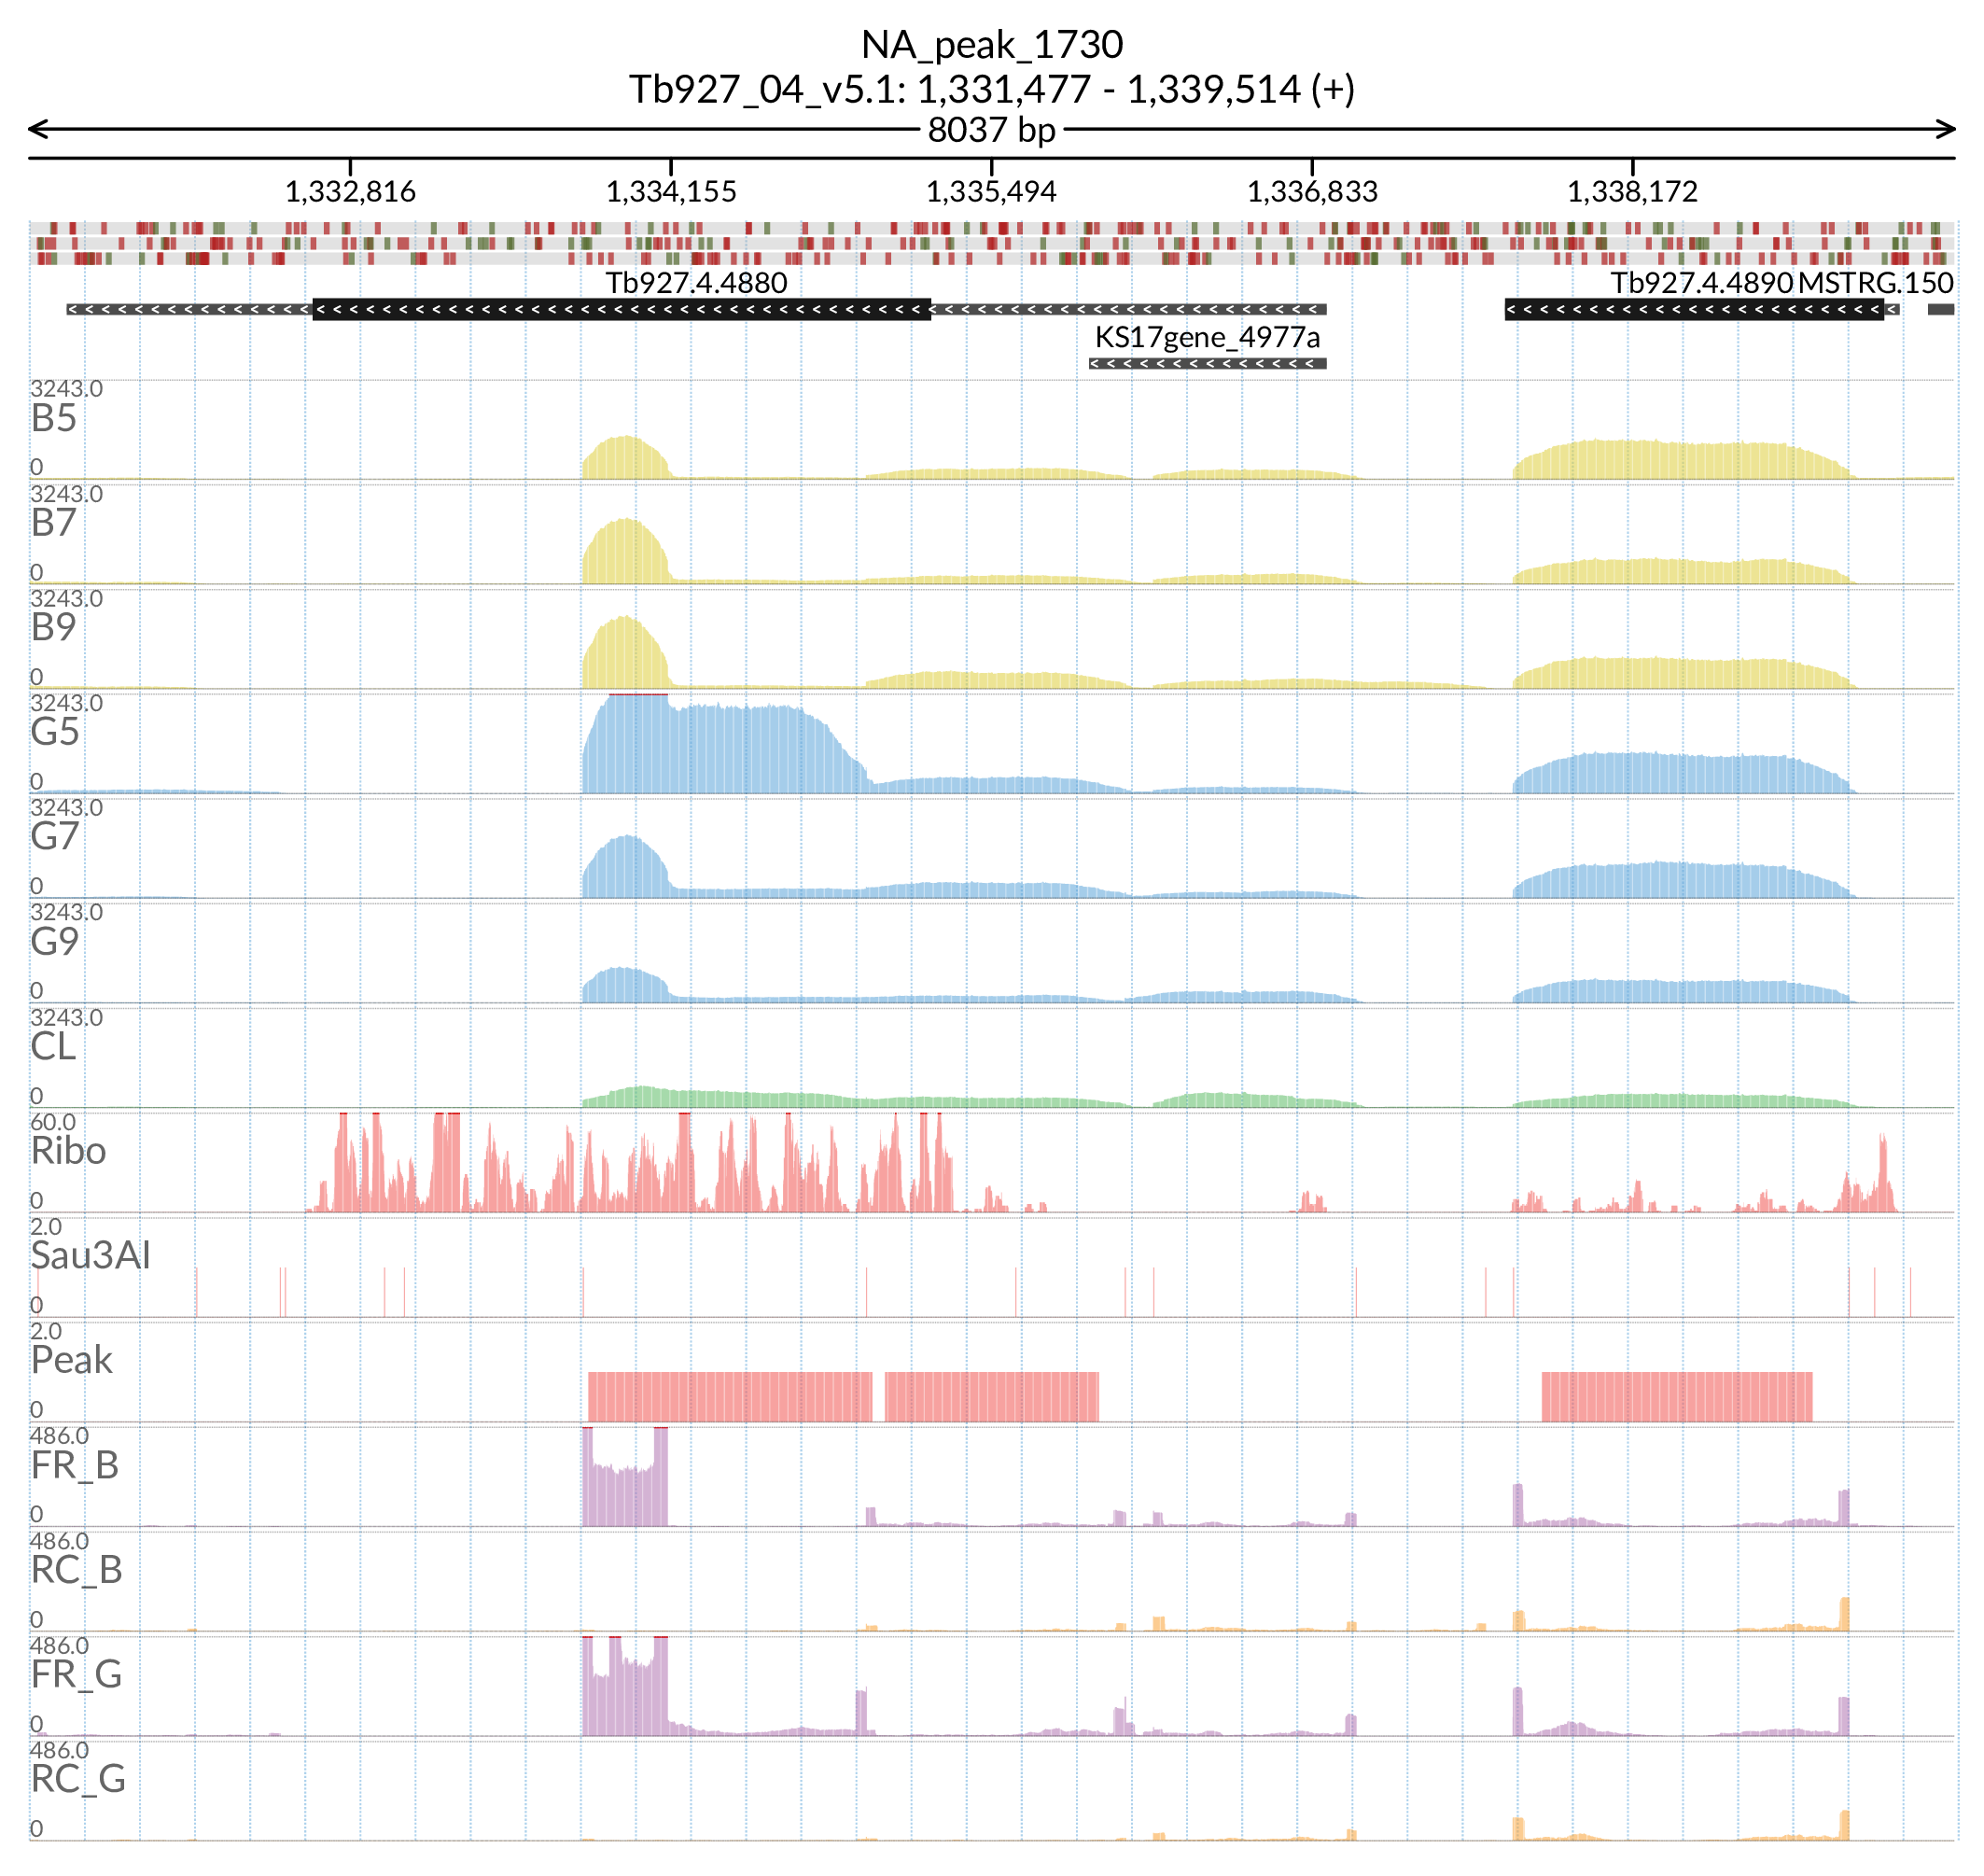 NA_peak_1730
Tb927_04_v5.1: 1,331,477 - 1,339,514 (+)
8037 bp
1,332,816 1,334,155 1,335,494 1,336,833 1,338,172
Tb927.4.4880 Tb927.4.4890 MSTRG.150
KS17gene_4977a
3243.0
B5
0
3243.0
B7
0
3243.0
B9
0
3243.0
G5
0
3243.0
G7
0
3243.0
G9
0
3243.0
CL
0
60.0
Ribo
0
2.0
Sau3AI
0
2.0
Peak
0
486.0
FR_B
0
486.0
RC_B
0
486.0
FR_G
0
486.0
RC_G
0